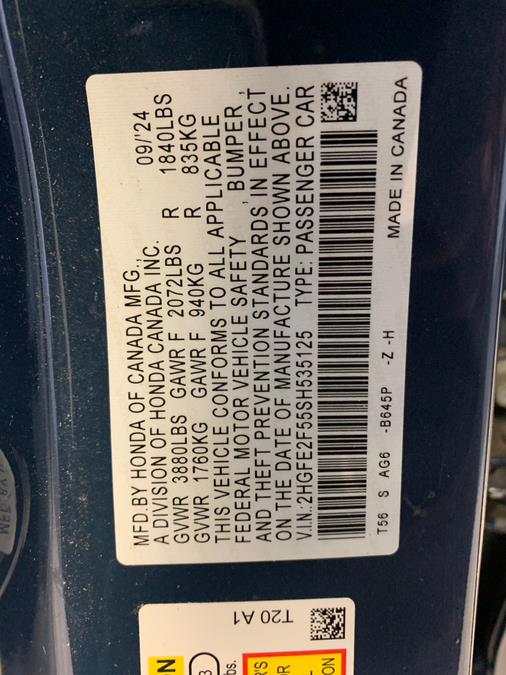 MFD.BY HONDA OF CANADA MFG., 09/'24
A DIVISION OF HONDA CANADA INC.
GVWR 3880LBS GAWR F 2072LBS R 1840LBS
GVWR 1760KG GAWR F 940KG R 835KG
THIS VEHICLE CONFORMS TO ALL APPLICABLE
FEDERAL MOTOR VEHICLE SAFETY , BUMPER ,
AND THEFT PREVENTION STANDARDS IN EFFECT
ON THE DATE OF MANUFACTURE SHOWN ABOVE.
V.I.N.:2HGFE2F55SH535125 TYPE: PASSENGER CAR
T56 S AG6 -B645P -Z -H MADE IN CANADA
T20 A1